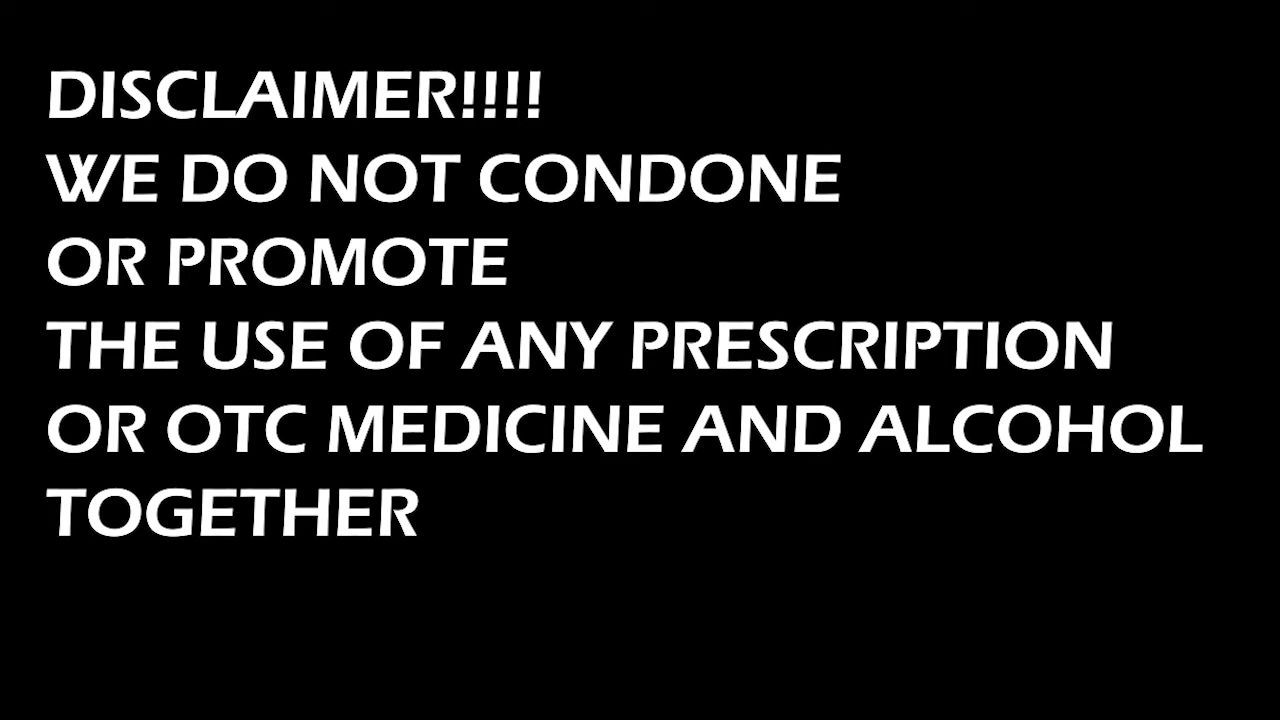 DISCLAIMER!!!!
WE DO NOT CONDONE
OR PROMOTE
THE USE OF ANY PRESCRIPTION
OR OTC MEDICINE AND ALCOHOL
TOGETHER